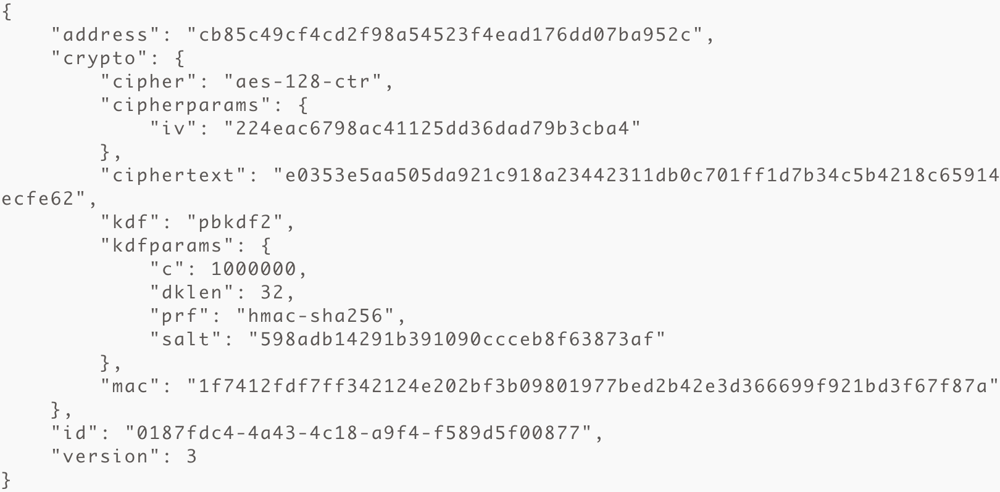 {
"address": "cb85c49cf4cd2f98a54523f4ead176dd07ba952c",
"crypto": {
"cipher": "aes-128-ctr",
"cipherparams": {
"iv": "224eac6798ac41125dd36dad79b3cba4"
},
"ciphertext": "e0353e5aa505da921c918a23442311db0c701ff1d7b34c5b4218c65914
ecfe62",
"kdf": "pbkdf2",
"kdfparams": {
"c": 1000000,
"dklen": 32,
"prf": "hmac-sha256",
"salt": "598adb14291b391090ccceb8f63873af"
},
"mac": "1f7412fdf7ff342124e202bf3b09801977bed2b42e3d366699f921bd3f67f87a"
},
"id": "0187fdc4-4a43-4c18-a9f4-f589d5f00877",
"version": 3
}